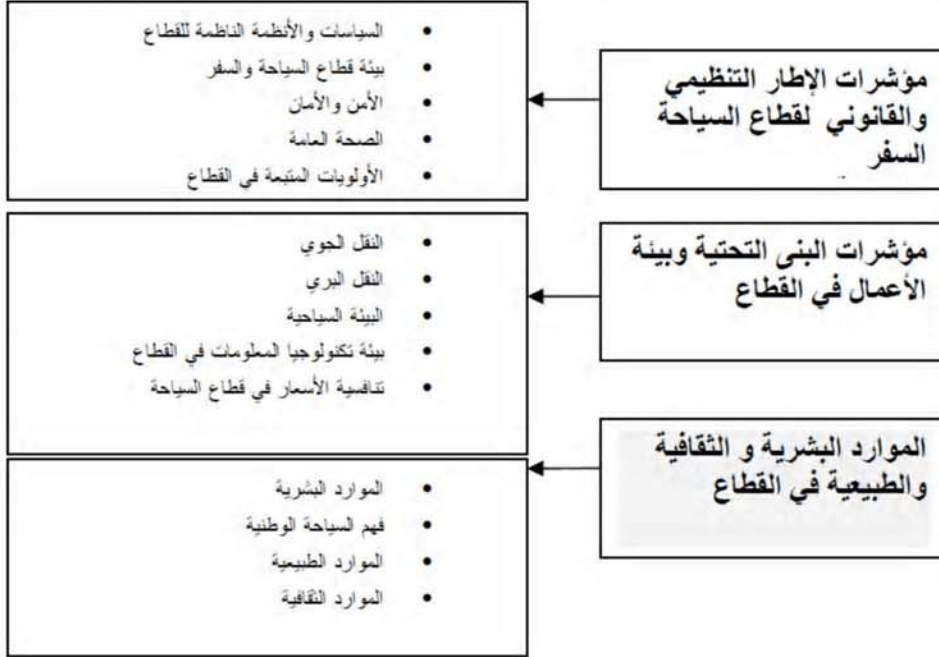 مؤشرات الإطار التنظيمي
والقانوني لقطاع السياحة
السفر
• السياسات والأنظمة الناظمة للقطاع
• بيئة قطاع السياحة والسفر
• الأمن والأمان
• الصحة العامة
• الأولويات المتبعة في القطاع
مؤشرات البنى التحتية وبيئة
الأعمال في القطاع
• النقل الجوي
• النقل البري
• البيئة السياحية
• بيئة تكنولوجيا المعلومات في القطاع
• تنافسية الأسعار في قطاع السياحة
الموارد البشرية و الثقافية
والطبيعية في القطاع
• الموارد البشرية
• فهم السياحة الوطنية
• الموارد الطبيعية
• الموارد الثقافية